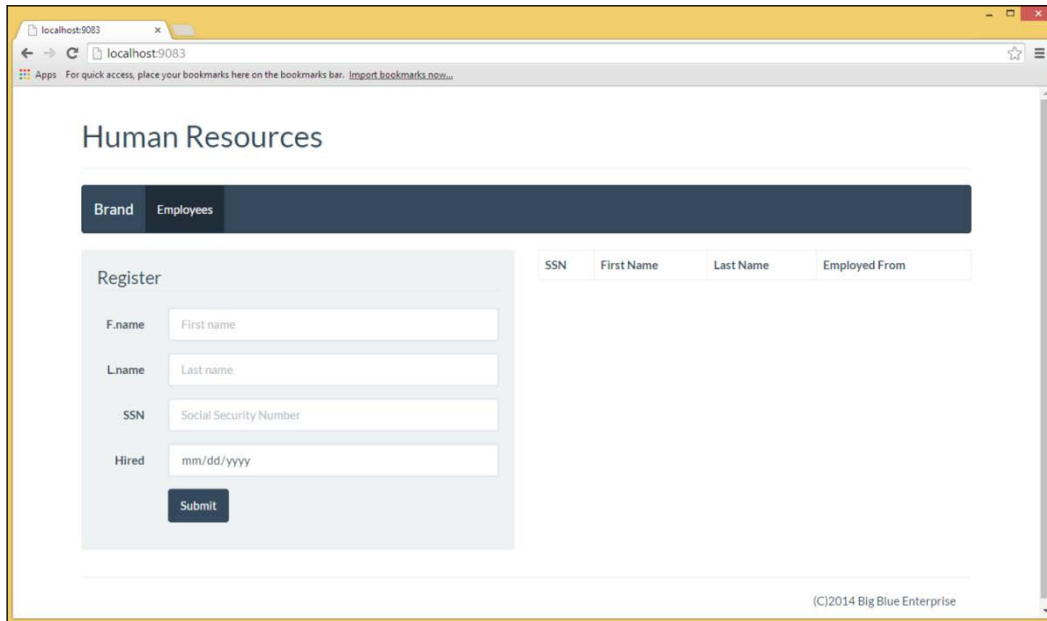 localhost:9083
localhost:9083
Apps For quick access, place your bookmarks here on the bookmarks bar. Import bookmarks now...
Human Resources
Brand Employees
Register
F.name First name
L.name Last name
SSN Social Security Number
Hired mm/dd/yyyy
Submit
SSN First Name Last Name Employed From
(C)2014 Big Blue Enterprise